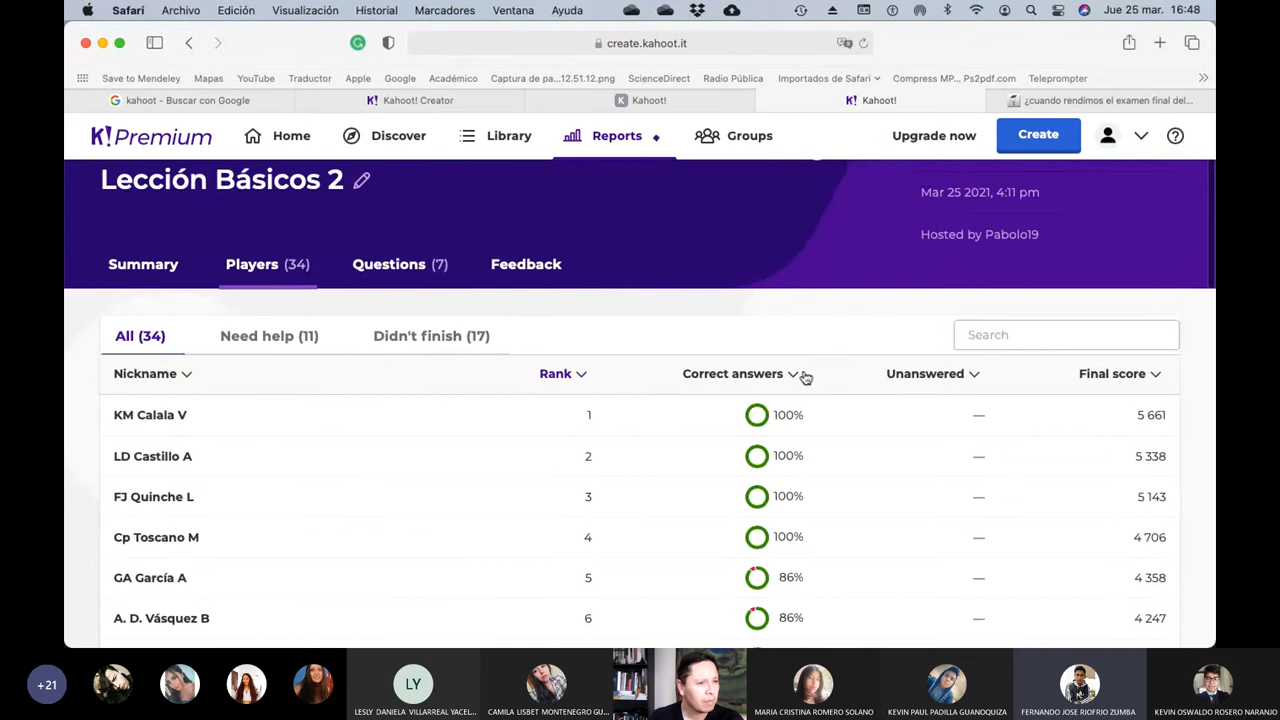 Safari Archivo Edición Visualización Historial Marcadores Ventana Ayuda Jue 25 mar. 16:48
create.kahoot.it
Save to Mendeley Mapas YouTube Traductor Apple Google Académico Captura de pa...12.51.12.png ScienceDirect Radio Pública Importados de Safari Compress MP... Ps2pdf.com Teleprompter
kahoot - Buscar con Google K! Kahoot! Creator K Kahoot! K! Kahoot! ¿cuando rendimos el examen final del...
K! Premium Home Discover Library Reports Groups Upgrade now Create
Lección Básicos 2
Mar 25 2021, 4:11 pm
Hosted by Pabolo19
Summary Players (34) Questions (7) Feedback
All (34) Need help (11) Didn't finish (17) Search
Nickname Rank Correct answers Unanswered Final score
KM Calala V 1 100% — 5 661
LD Castillo A 2 100% — 5 338
FJ Quinche L 3 100% — 5 143
Cp Toscano M 4 100% — 4 706
GA García A 5 86% — 4 358
A. D. Vásquez B 6 86% — 4 247
+21 LY
LESLY DANIELA VILLARREAL YACEL... CAMILA LISBET MONTENEGRO GU... MARIA CRISTINA ROMERO SOLANO KEVIN PAUL PADILLA GUANOQUIZA FERNANDO JOSE RIOFRIO ZUMBA KEVIN OSWALDO ROSERO NARANJO